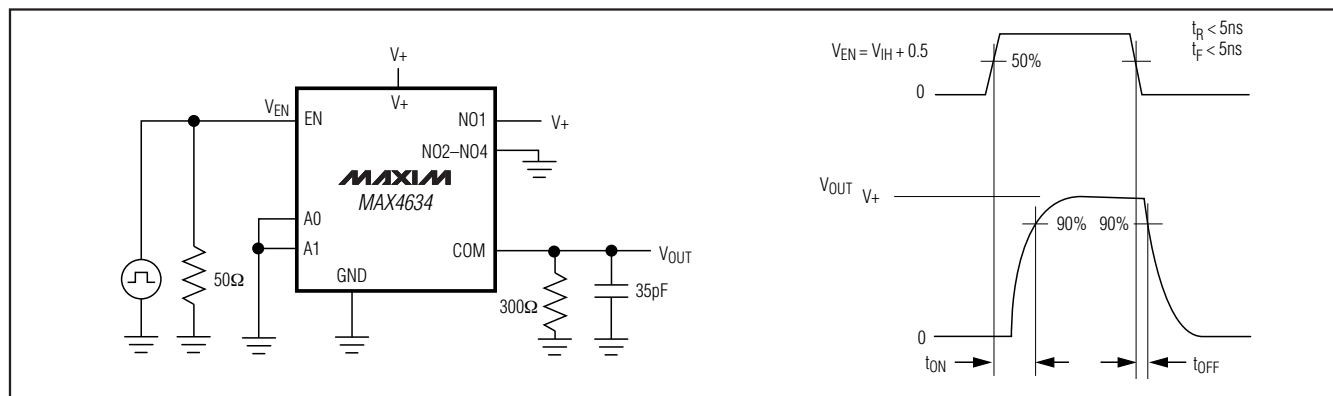 V+
V+
VEN
EN
NO1
V+
NO2–NO4
MAXIM
MAX4634
A0
A1
COM
VOUT
GND
50Ω
300Ω
35pF
VEN = VIH + 0.5
tR < 5ns
tF < 5ns
50%
0
VOUT
V+
90%
90%
0
tON
tOFF